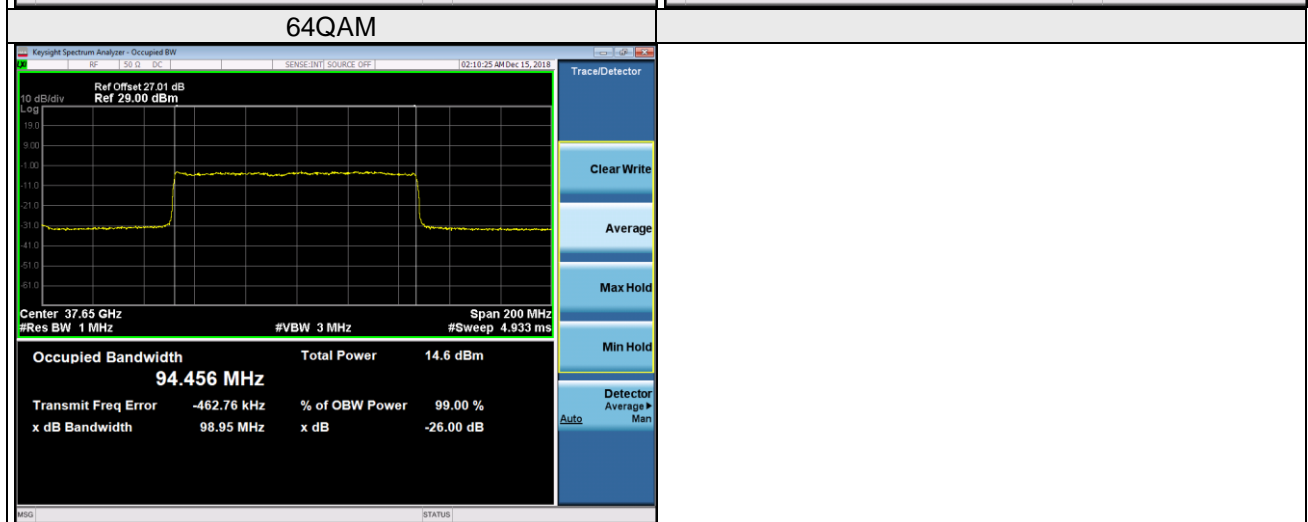 64QAM
Keysight Spectrum Analyzer - Occupied BW
RF 50 Ω DC SENSE:INT SOURCE OFF 02:10:25 AM Dec 15, 2018
Trace/Detector
Ref Offset 27.01 dB
10 dB/div Ref 29.00 dBm
Log
19.0
9.00
-1.00
-11.0
-21.0
-31.0
-41.0
-51.0
-61.0
Center 37.65 GHz Span 200 MHz
#Res BW 1 MHz #VBW 3 MHz #Sweep 4.933 ms
Clear Write
Average
Max Hold
Min Hold
Detector
Average▶
Auto Man
Occupied Bandwidth Total Power 14.6 dBm
94.456 MHz
Transmit Freq Error -462.76 kHz % of OBW Power 99.00 %
x dB Bandwidth 98.95 MHz x dB -26.00 dB
MSG STATUS